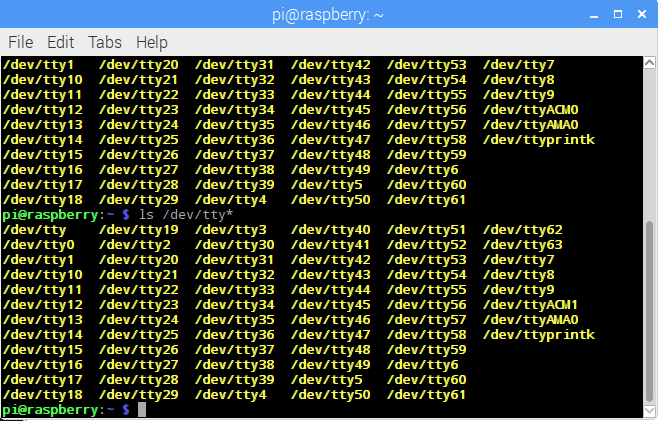 pi@raspberry: ~
File Edit Tabs Help
/dev/tty1 /dev/tty20 /dev/tty31 /dev/tty42 /dev/tty53 /dev/tty7
/dev/tty10 /dev/tty21 /dev/tty32 /dev/tty43 /dev/tty54 /dev/tty8
/dev/tty11 /dev/tty22 /dev/tty33 /dev/tty44 /dev/tty55 /dev/tty9
/dev/tty12 /dev/tty23 /dev/tty34 /dev/tty45 /dev/tty56 /dev/ttyACM0
/dev/tty13 /dev/tty24 /dev/tty35 /dev/tty46 /dev/tty57 /dev/ttyAMA0
/dev/tty14 /dev/tty25 /dev/tty36 /dev/tty47 /dev/tty58 /dev/ttyprintk
/dev/tty15 /dev/tty26 /dev/tty37 /dev/tty48 /dev/tty59
/dev/tty16 /dev/tty27 /dev/tty38 /dev/tty49 /dev/tty6
/dev/tty17 /dev/tty28 /dev/tty39 /dev/tty5 /dev/tty60
/dev/tty18 /dev/tty29 /dev/tty4 /dev/tty50 /dev/tty61
pi@raspberry:~ $ ls /dev/tty*
/dev/tty /dev/tty19 /dev/tty3 /dev/tty40 /dev/tty51 /dev/tty62
/dev/tty0 /dev/tty2 /dev/tty30 /dev/tty41 /dev/tty52 /dev/tty63
/dev/tty1 /dev/tty20 /dev/tty31 /dev/tty42 /dev/tty53 /dev/tty7
/dev/tty10 /dev/tty21 /dev/tty32 /dev/tty43 /dev/tty54 /dev/tty8
/dev/tty11 /dev/tty22 /dev/tty33 /dev/tty44 /dev/tty55 /dev/tty9
/dev/tty12 /dev/tty23 /dev/tty34 /dev/tty45 /dev/tty56 /dev/ttyACM1
/dev/tty13 /dev/tty24 /dev/tty35 /dev/tty46 /dev/tty57 /dev/ttyAMA0
/dev/tty14 /dev/tty25 /dev/tty36 /dev/tty47 /dev/tty58 /dev/ttyprintk
/dev/tty15 /dev/tty26 /dev/tty37 /dev/tty48 /dev/tty59
/dev/tty16 /dev/tty27 /dev/tty38 /dev/tty49 /dev/tty6
/dev/tty17 /dev/tty28 /dev/tty39 /dev/tty5 /dev/tty60
/dev/tty18 /dev/tty29 /dev/tty4 /dev/tty50 /dev/tty61
pi@raspberry:~ $